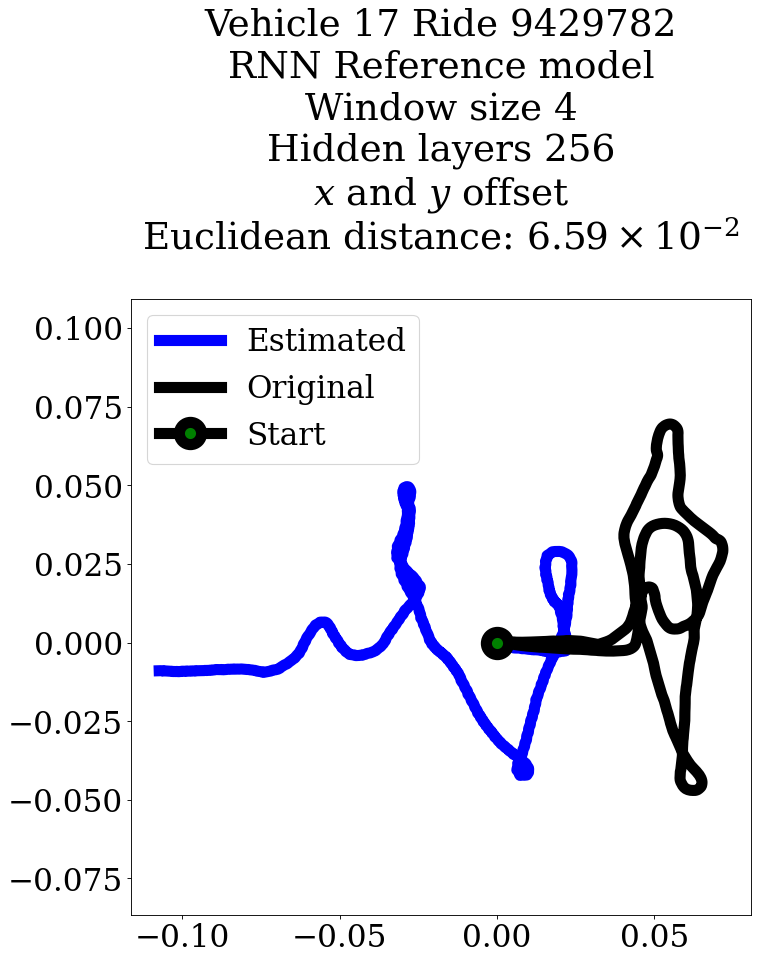 Vehicle 17 Ride 9429782
RNN Reference model
Window size 4
Hidden layers 256
x and y offset
Euclidean distance: 6.59 × 10⁻²
Estimated
Original
Start
0.100
0.075
0.050
0.025
0.000
−0.025
−0.050
−0.075
−0.10 −0.05 0.00 0.05